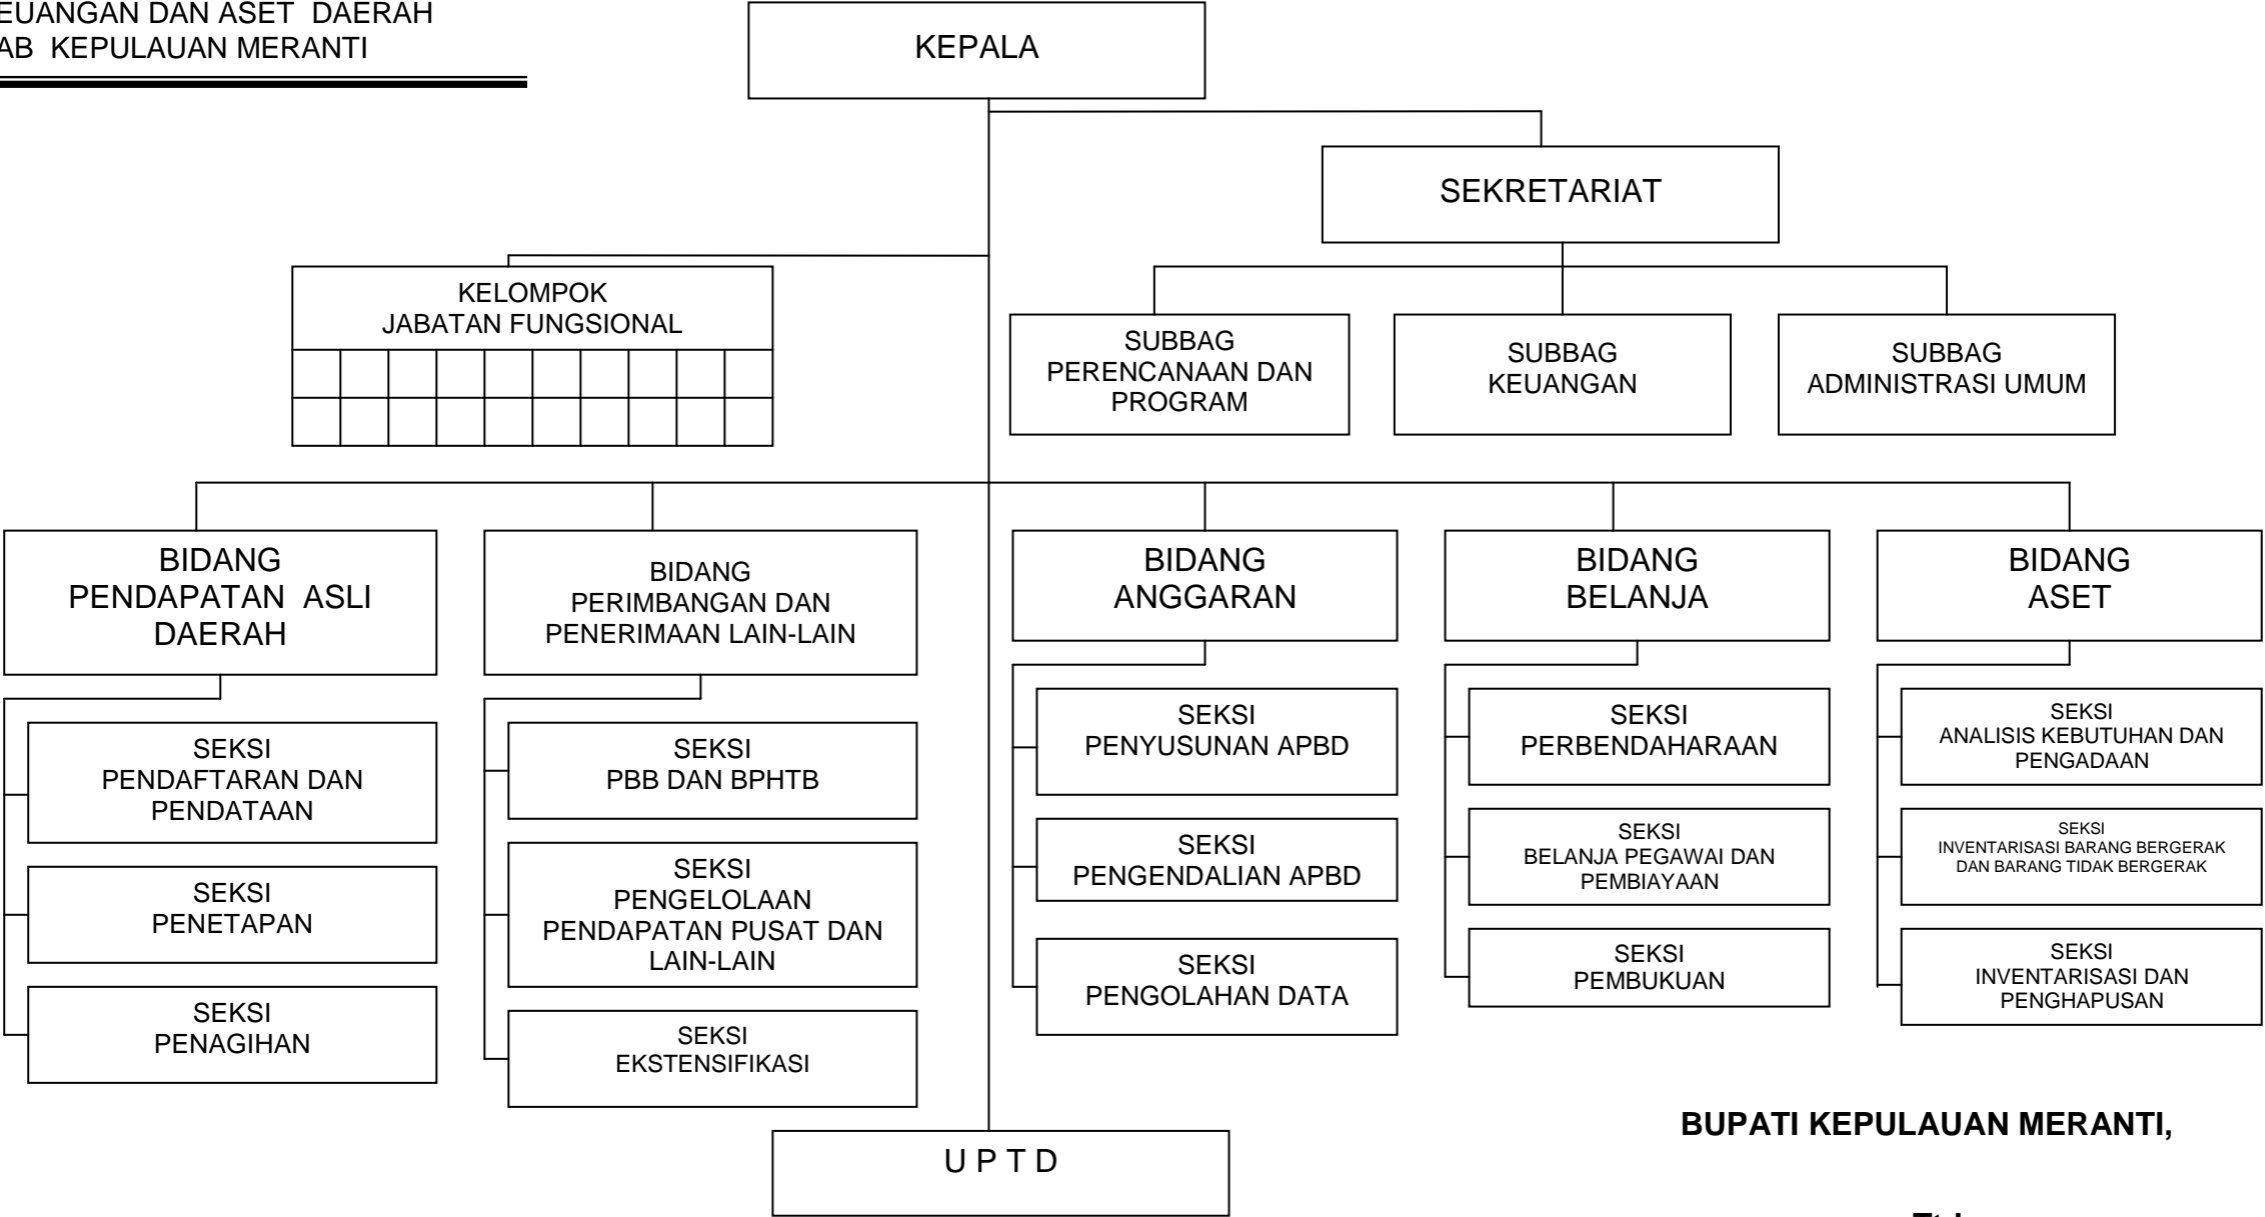 DAN ASET DAERAH
KEPULAUAN MERANTI
KEPALA
SEKRETARIAT
KELOMPOK
JABATAN FUNGSIONAL
SUBBAG
PERENCANAAN DAN
PROGRAM
SUBBAG
KEUANGAN
SUBBAG
ADMINISTRASI UMUM
BIDANG
PENDAPATAN ASLI
DAERAH
BIDANG
PERIMBANGAN DAN
PENERIMAAN LAIN-LAIN
BIDANG
ANGGARAN
BIDANG
BELANJA
BIDANG
ASET
SEKSI
PENDAFTARAN DAN
PENDATAAN
SEKSI
PENETAPAN
SEKSI
PENAGIHAN
SEKSI
PBB DAN BPHTB
SEKSI
PENGELOLAAN
PENDAPATAN PUSAT DAN
LAIN-LAIN
SEKSI
EKSTENSIFIKASI
SEKSI
PENYUSUNAN APBD
SEKSI
PENGENDALIAN APBD
SEKSI
PENGOLAHAN DATA
SEKSI
PERBENDAHARAAN
SEKSI
BELANJA PEGAWAI DAN
PEMBIAYAAN
SEKSI
PEMBUKUAN
SEKSI
ANALISIS KEBUTUHAN DAN
PENGADAAN
SEKSI
INVENTARISASI BARANG BERGERAK
DAN BARANG TIDAK BERGERAK
SEKSI
INVENTARISASI DAN
PENGHAPUSAN
U P T D
BUPATI KEPULAUAN MERANTI,